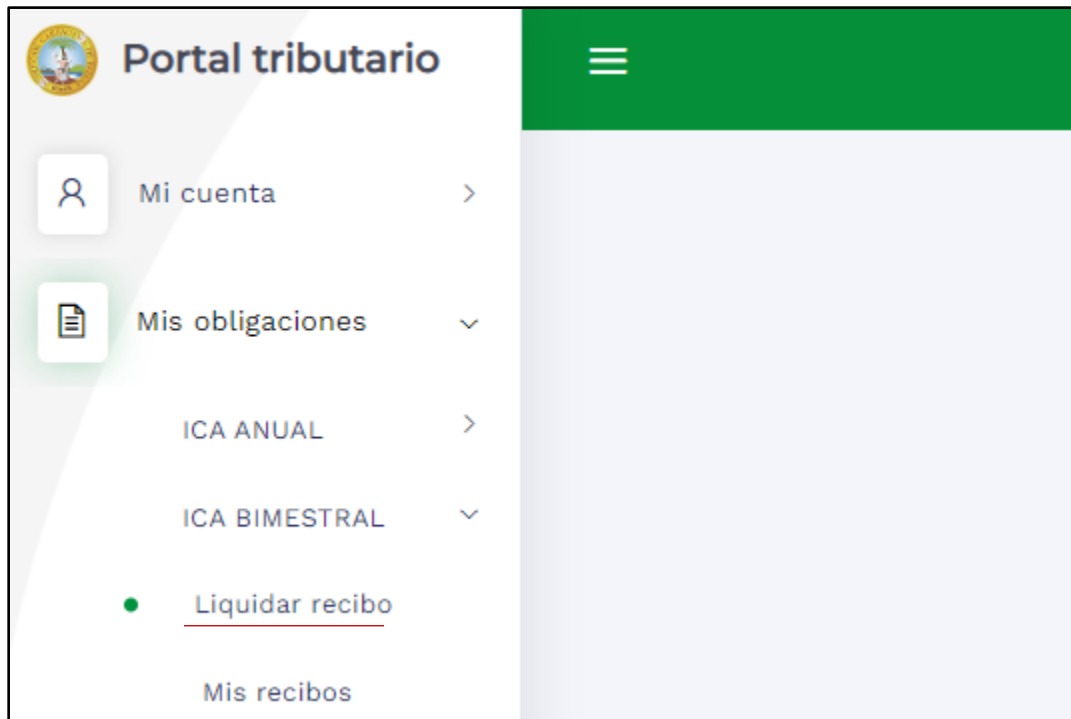 Portal tributario
Mi cuenta
Mis obligaciones
ICA ANUAL
ICA BIMESTRAL
Liquidar recibo
Mis recibos